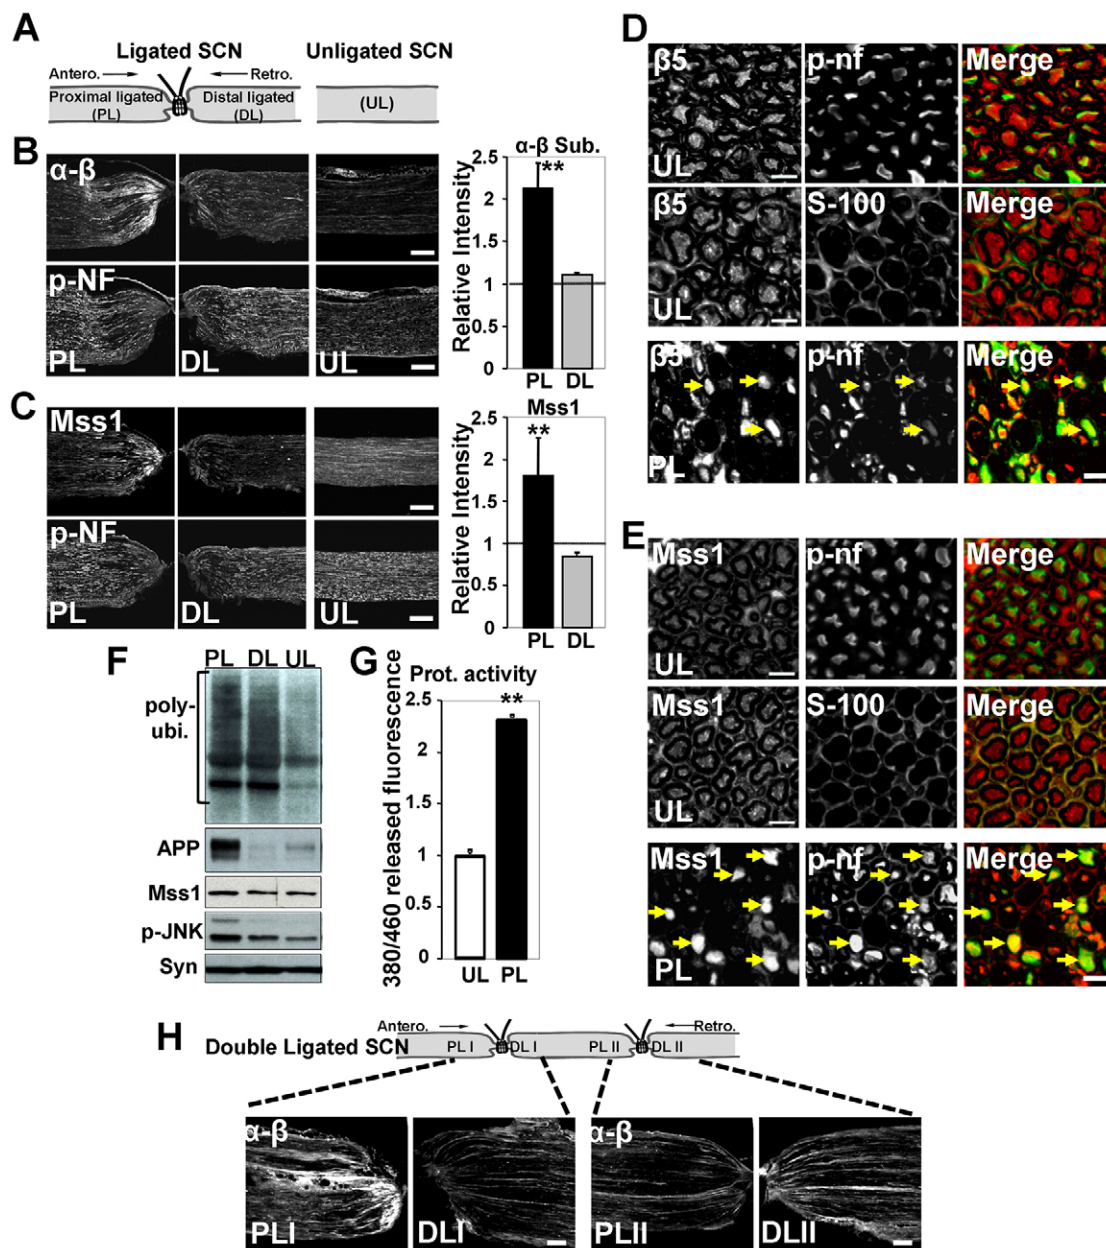 A
Ligated SCN
Unligated SCN
Antero.
Retro.
Proximal ligated
(PL)
Distal ligated
(DL)
(UL)
B
α-β
p-NF
PL
DL
UL
α-β Sub.
2.5
2
1.5
1
0.5
0
**
Relative Intensity
PL DL
C
Mss1
p-NF
PL
DL
UL
Mss1
2.5
2
1.5
1
0.5
0
**
Relative Intensity
PL DL
D
β5
p-nf
Merge
UL
β5
S-100
Merge
UL
β5
p-nf
Merge
PL
E
Mss1
p-nf
Merge
UL
Mss1
S-100
Merge
UL
Mss1
p-nf
Merge
PL
F
PL DL UL
poly-
ubi.
APP
Mss1
p-JNK
Syn
G
Prot. activity
2.5
2
1.5
1
0.5
0
**
380/460 released fluorescence
UL PL
H
Double Ligated SCN
Antero.
Retro.
PL I
DL I
PL II
DL II
α-β
PLI
DLI
α-β
PLII
DLII